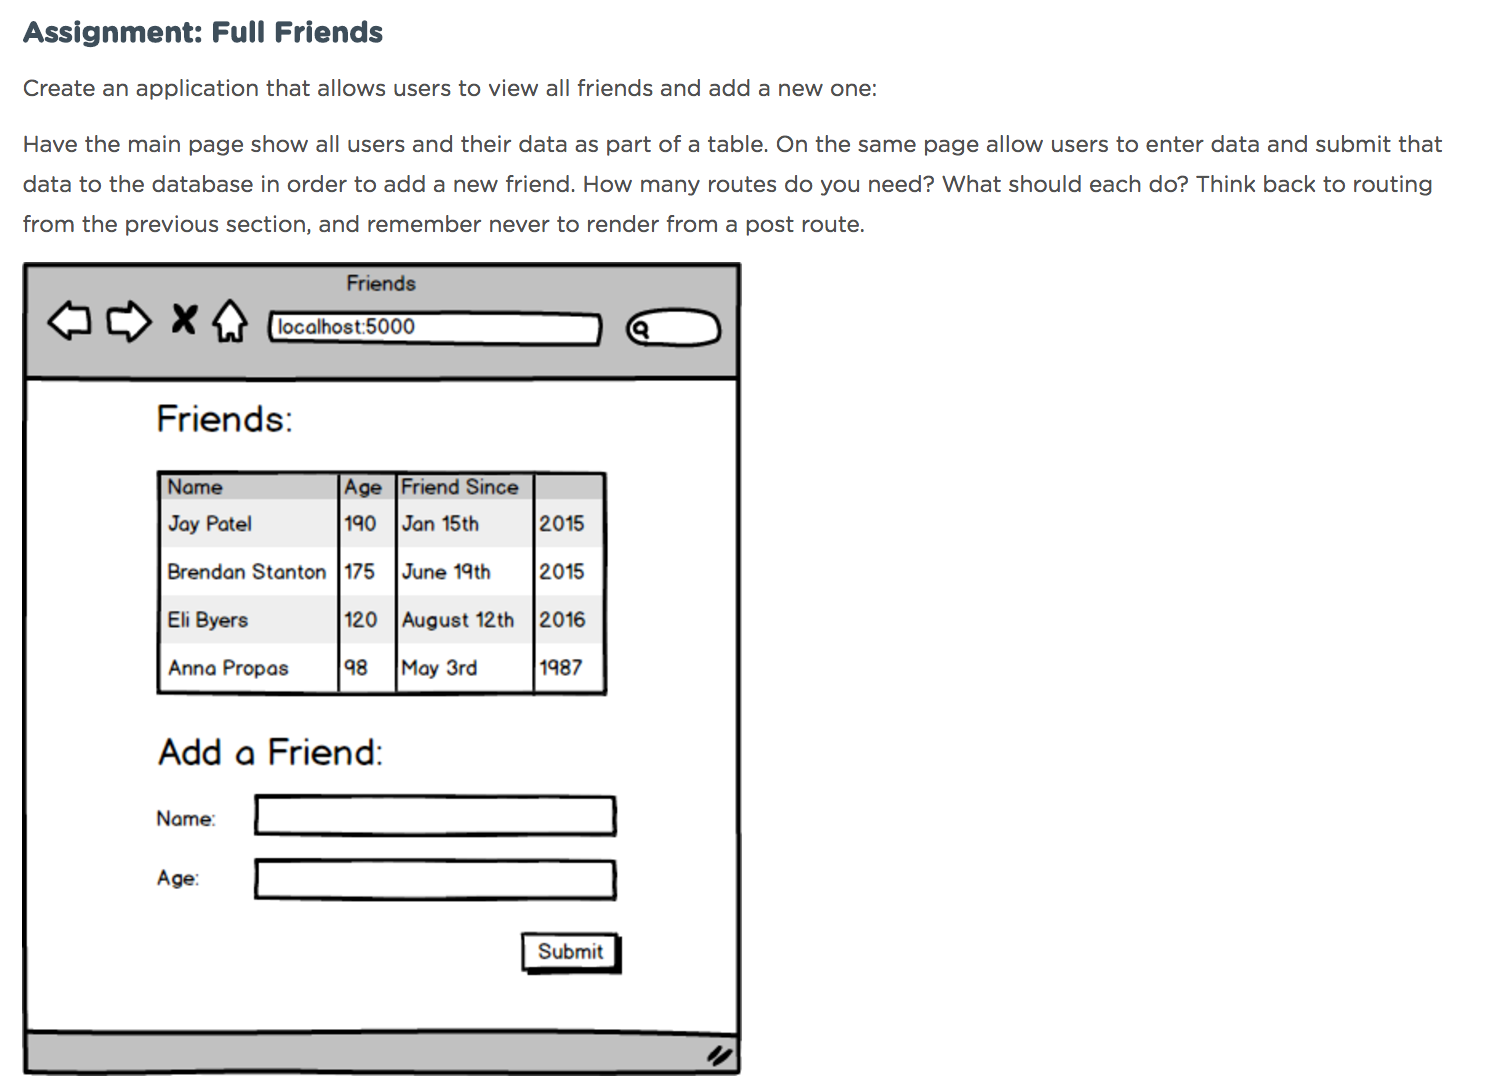 Assignment: Full Friends
Create an application that allows users to view all friends and add a new one:
Have the main page show all users and their data as part of a table. On the same page allow users to enter data and submit that
data to the database in order to add a new friend. How many routes do you need? What should each do? Think back to routing
from the previous section, and remember never to render from a post route.
Friends
localhost:5000
Friends:
Name Age Friend Since
Jay Patel 190 Jan 15th 2015
Brendan Stanton 175 June 19th 2015
Eli Byers 120 August 12th 2016
Anna Propas 98 May 3rd 1987
Add a Friend:
Name:
Age:
Submit